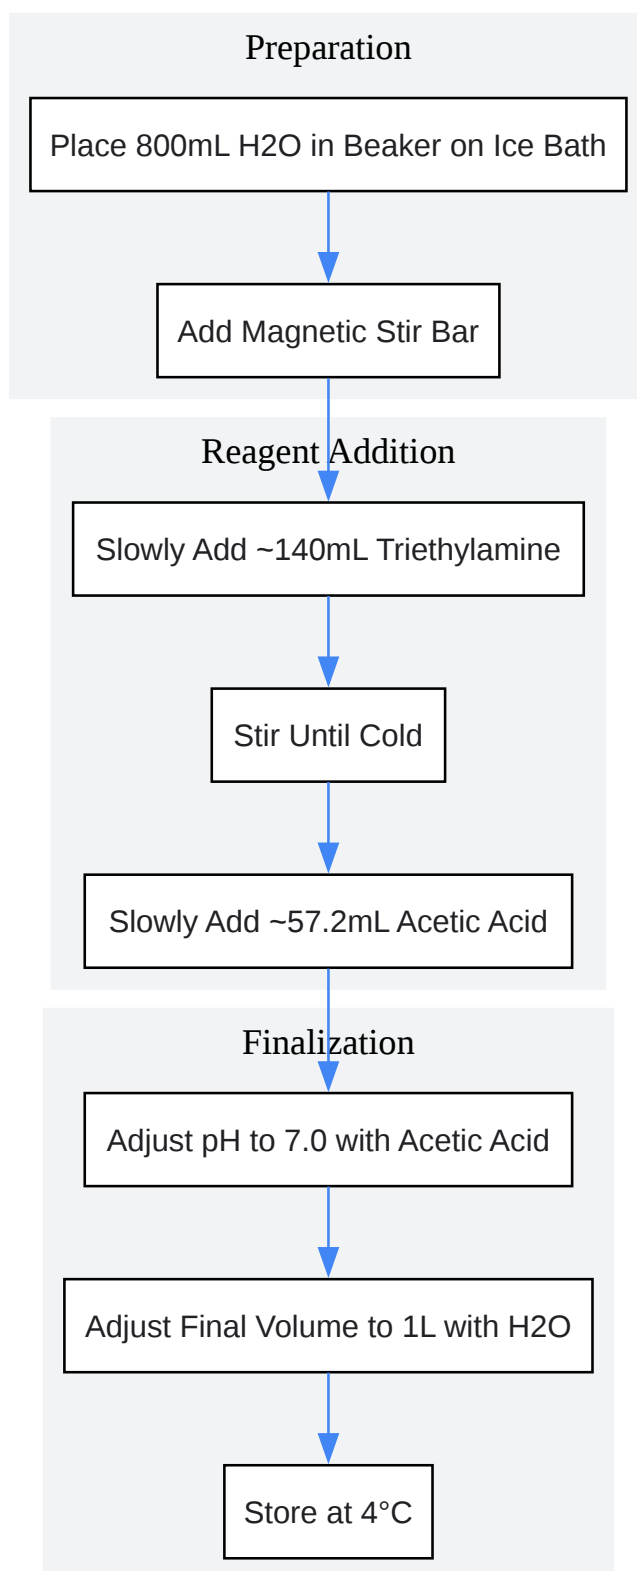 Preparation
Place 800mL H2O in Beaker on Ice Bath
Add Magnetic Stir Bar
Reagent Addition
Slowly Add ~140mL Triethylamine
Stir Until Cold
Slowly Add ~57.2mL Acetic Acid
Finalization
Adjust pH to 7.0 with Acetic Acid
Adjust Final Volume to 1L with H2O
Store at 4°C